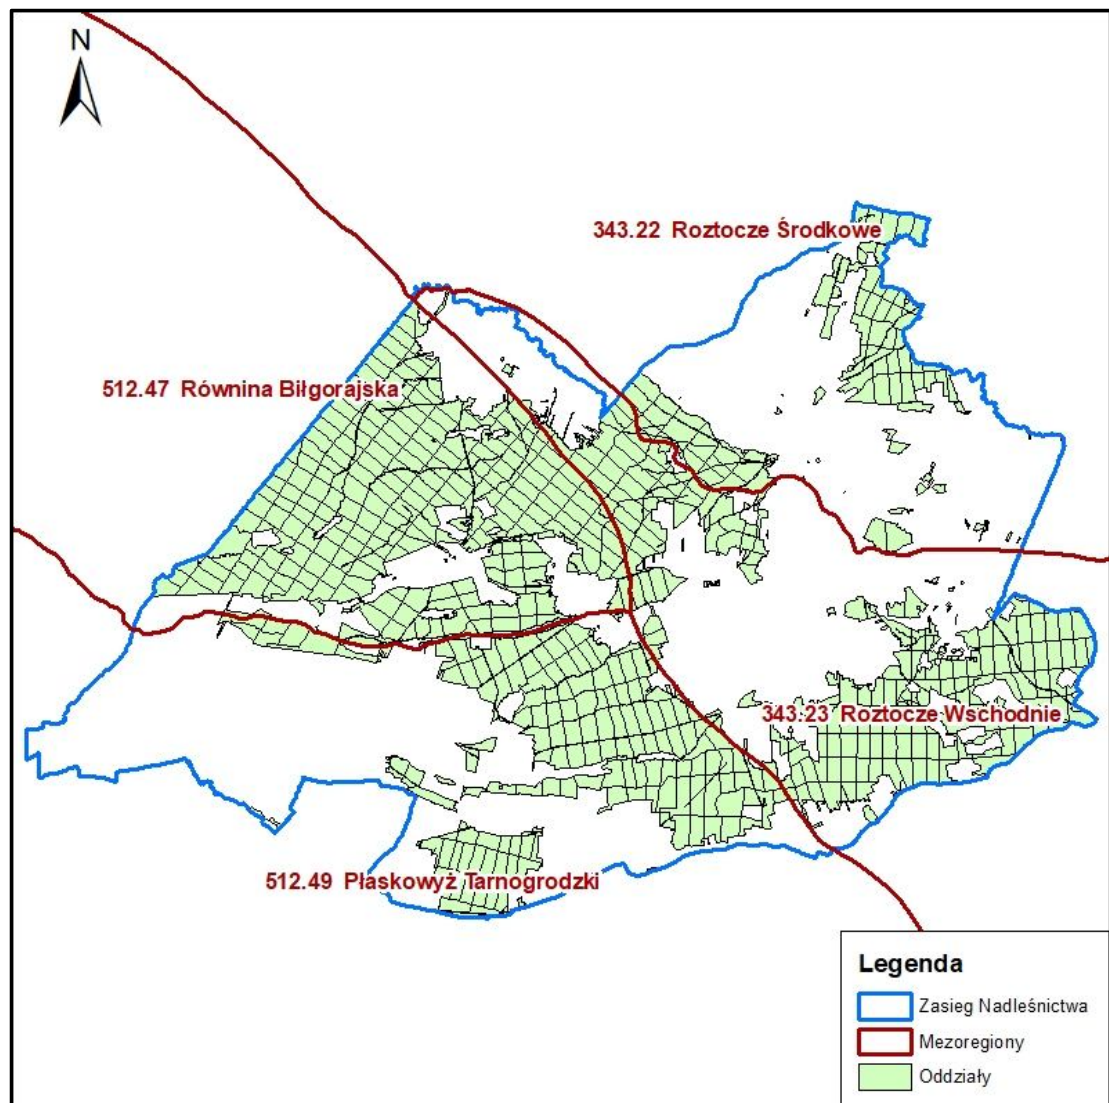 N
343.22 Roztocze Środkowe
512.47 Równina Biłgorajska
343.23 Roztocze Wschodnie
512.49 Płaskowyż Tarnogrodzki
Legenda
Zasieg Nadleśnictwa
Mezoregiony
Oddziały